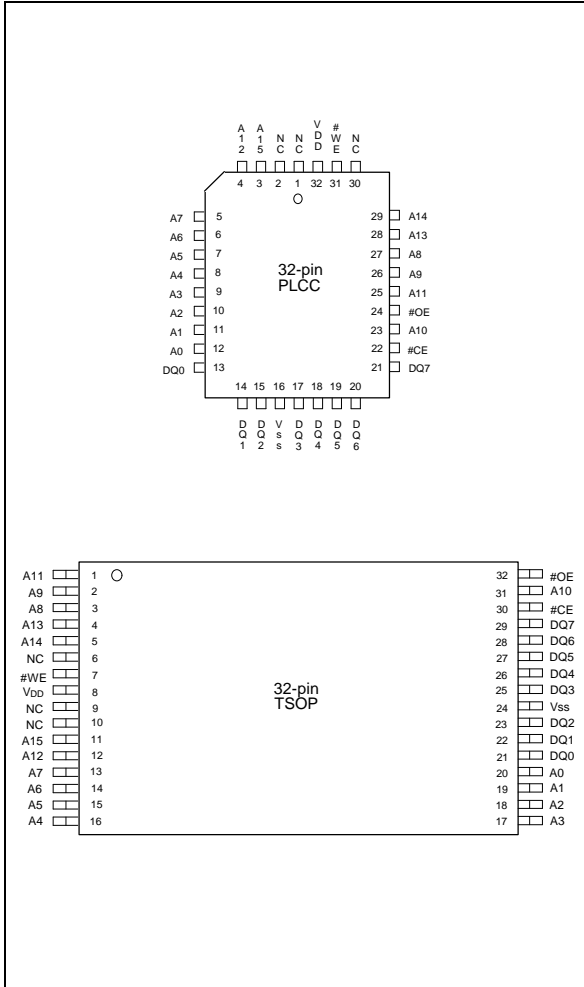 A12 A15 NC NC VDD #WE NC
4 3 2 1 32 31 30
A7 5 29 A14
A6 6 28 A13
A5 7 27 A8
A4 8 26 A9
A3 9 25 A11
A2 10 24 #OE
A1 11 23 A10
A0 12 22 #CE
DQ0 13 21 DQ7
32-pin
PLCC
14 15 16 17 18 19 20
DQ1 DQ2 Vss DQ3 DQ4 DQ5 DQ6
A11 1 32 #OE
A9 2 31 A10
A8 3 30 #CE
A13 4 29 DQ7
A14 5 28 DQ6
NC 6 27 DQ5
#WE 7 26 DQ4
VDD 8 25 DQ3
NC 9 24 Vss
NC 10 23 DQ2
A15 11 22 DQ1
A12 12 21 DQ0
A7 13 20 A0
A6 14 19 A1
A5 15 18 A2
A4 16 17 A3
32-pin
TSOP